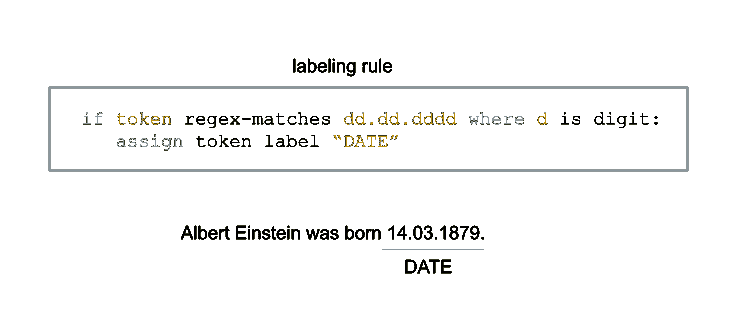 labeling rule
if token regex-matches dd.dd.dddd where d is digit:
assign token label “DATE”
Albert Einstein was born 14.03.1879.
DATE